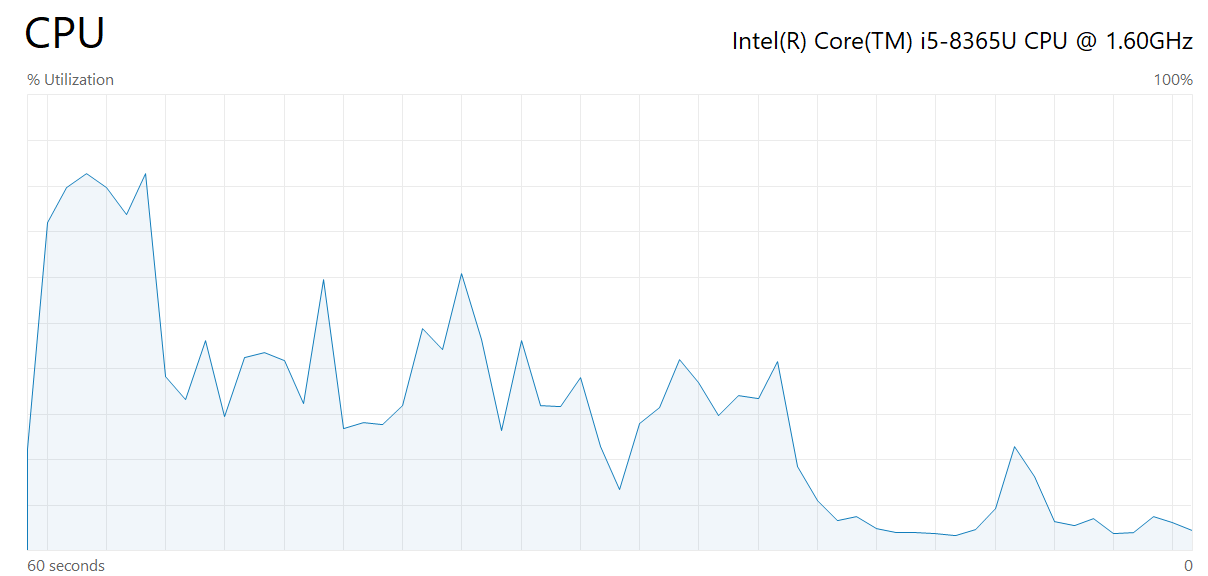 CPU
Intel(R) Core(TM) i5-8365U CPU @ 1.60GHz
% Utilization
100%
60 seconds
0